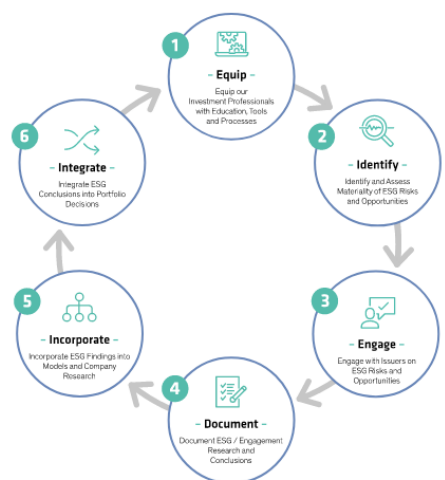 1
- Equip -
Equip our
Investment Professionals
with Education, Tools
and Processes
2
- Identify -
Identify and Assess
Materiality of ESG Risks
and Opportunities
3
- Engage -
Engage with Issuers on
ESG Risks and
Opportunities
4
- Document -
Document ESG / Engagement
Research and
Conclusions
5
- Incorporate -
Incorporate ESG Findings into
Models and Company
Research
6
- Integrate -
Integrate ESG
Conclusions into Portfolio
Decisions